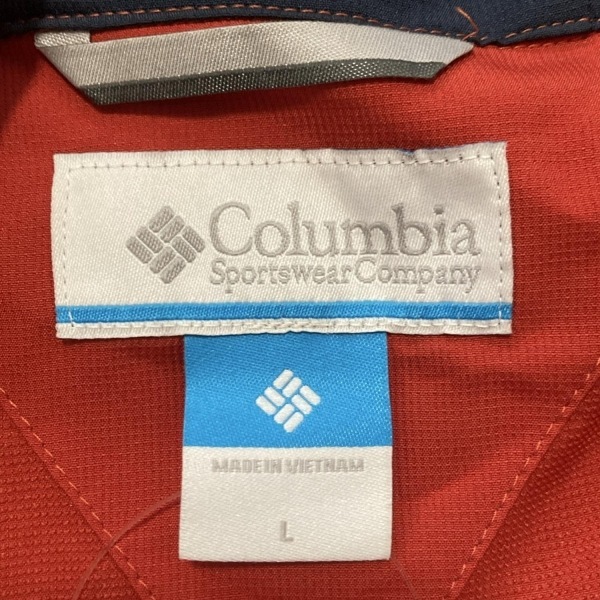 Columbia
Sportswear Company
MADE IN VIETNAM
L